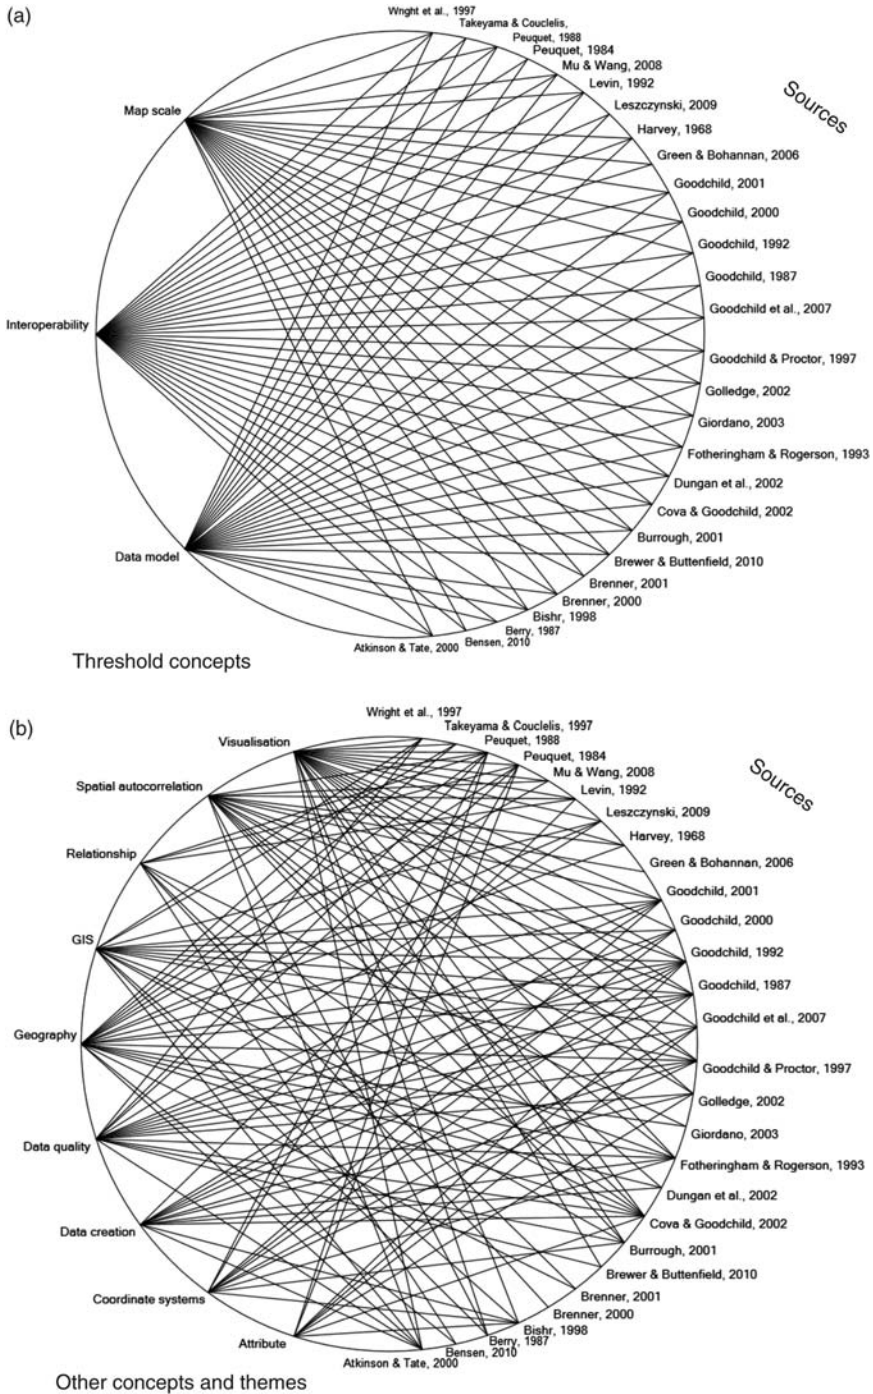 (a)
Wright et al., 1997
Takeyama & Couclelis,
Peuquet, 1988
Peuquet, 1984
Mu & Wang, 2008
Levin, 1992
Leszczynski, 2009
Harvey, 1968
Green & Bohannan, 2006
Goodchild, 2001
Goodchild, 2000
Goodchild, 1992
Goodchild, 1987
Goodchild et al., 2007
Goodchild & Proctor, 1997
Golledge, 2002
Giordano, 2003
Fotheringham & Rogerson, 1993
Dungan et al., 2002
Cova & Goodchild, 2002
Burrough, 2001
Brewer & Buttenfield, 2010
Brenner, 2001
Brenner, 2000
Bishr, 1998
Berry, 1987
Bensen, 2010
Atkinson & Tate, 2000
Sources
Map scale
Interoperability
Data model
Threshold concepts
(b)
Wright et al., 1997
Takeyama & Couclelis, 1997
Peuquet, 1988
Peuquet, 1984
Mu & Wang, 2008
Levin, 1992
Leszczynski, 2009
Harvey, 1968
Green & Bohannan, 2006
Goodchild, 2001
Goodchild, 2000
Goodchild, 1992
Goodchild, 1987
Goodchild et al., 2007
Goodchild & Proctor, 1997
Golledge, 2002
Giordano, 2003
Fotheringham & Rogerson, 1993
Dungan et al., 2002
Cova & Goodchild, 2002
Burrough, 2001
Brewer & Buttenfield, 2010
Brenner, 2001
Brenner, 2000
Bishr, 1998
Berry, 1987
Bensen, 2010
Atkinson & Tate, 2000
Sources
Visualisation
Spatial autocorrelation
Relationship
GIS
Geography
Data quality
Data creation
Coordinate systems
Attribute
Other concepts and themes